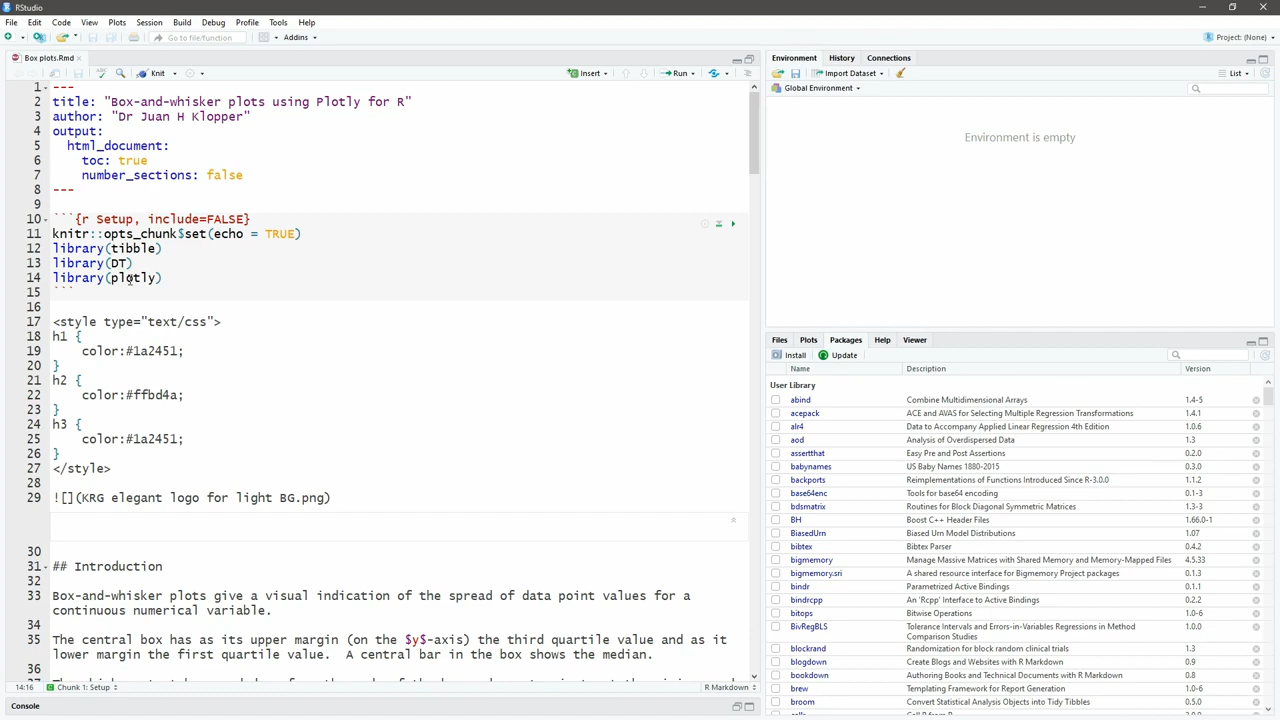 RStudio
File Edit Code View Plots Session Build Debug Profile Tools Help
Go to file/function Addins Project: (None)
Box plots.Rmd
Knit Insert Run
1 ---
2 title: "Box-and-whisker plots using Plotly for R"
3 author: "Dr Juan H Klopper"
4 output:
5 html_document:
6 toc: true
7 number_sections: false
8 ---
9
10 ```{r Setup, include=FALSE}
11 knitr::opts_chunk$set(echo = TRUE)
12 library(tibble)
13 library(DT)
14 library(plotly)
15 ```
16
17 <style type="text/css">
18 h1 {
19 color:#1a2451;
20 }
21 h2 {
22 color:#ffbd4a;
23 }
24 h3 {
25 color:#1a2451;
26 }
27 </style>
28
29 ![](KRG elegant logo for light BG.png)
30
31 ## Introduction
32
33 Box-and-whisker plots give a visual indication of the spread of data point values for a
continuous numerical variable.
34
35 The central box has as its upper margin (on the $y$-axis) the third quartile value and as it
lower margin the first quartile value.  A central bar in the box shows the median.
36
14:16 Chunk 1: Setup R Markdown
Console
Environment History Connections
Import Dataset List
Global Environment
Environment is empty
Files Plots Packages Help Viewer
Install Update
Name Description Version
User Library
abind Combine Multidimensional Arrays 1.4-5
acepack ACE and AVAS for Selecting Multiple Regression Transformations 1.4.1
alr4 Data to Accompany Applied Linear Regression 4th Edition 1.0.6
aod Analysis of Overdispersed Data 1.3
assertthat Easy Pre and Post Assertions 0.2.0
babynames US Baby Names 1880-2015 0.3.0
backports Reimplementations of Functions Introduced Since R-3.0.0 1.1.2
base64enc Tools for base64 encoding 0.1-3
bdsmatrix Routines for Block Diagonal Symmetric Matrices 1.3-3
BH Boost C++ Header Files 1.66.0-1
BiasedUrn Biased Urn Model Distributions 1.07
bibtex Bibtex Parser 0.4.2
bigmemory Manage Massive Matrices with Shared Memory and Memory-Mapped Files 4.5.33
bigmemory.sri A shared resource interface for Bigmemory Project packages 0.1.3
bindr Parametrized Active Bindings 0.1.1
bindrcpp An 'Rcpp' Interface to Active Bindings 0.2.2
bitops Bitwise Operations 1.0-6
BivRegBLS Tolerance Intervals and Errors-in-Variables Regressions in Method
Comparison Studies 1.0.0
blockrand Randomization for block random clinical trials 1.3
blogdown Create Blogs and Websites with R Markdown 0.9
bookdown Authoring Books and Technical Documents with R Markdown 0.8
brew Templating Framework for Report Generation 1.0-6
broom Convert Statistical Analysis Objects into Tidy Tibbles 0.5.0